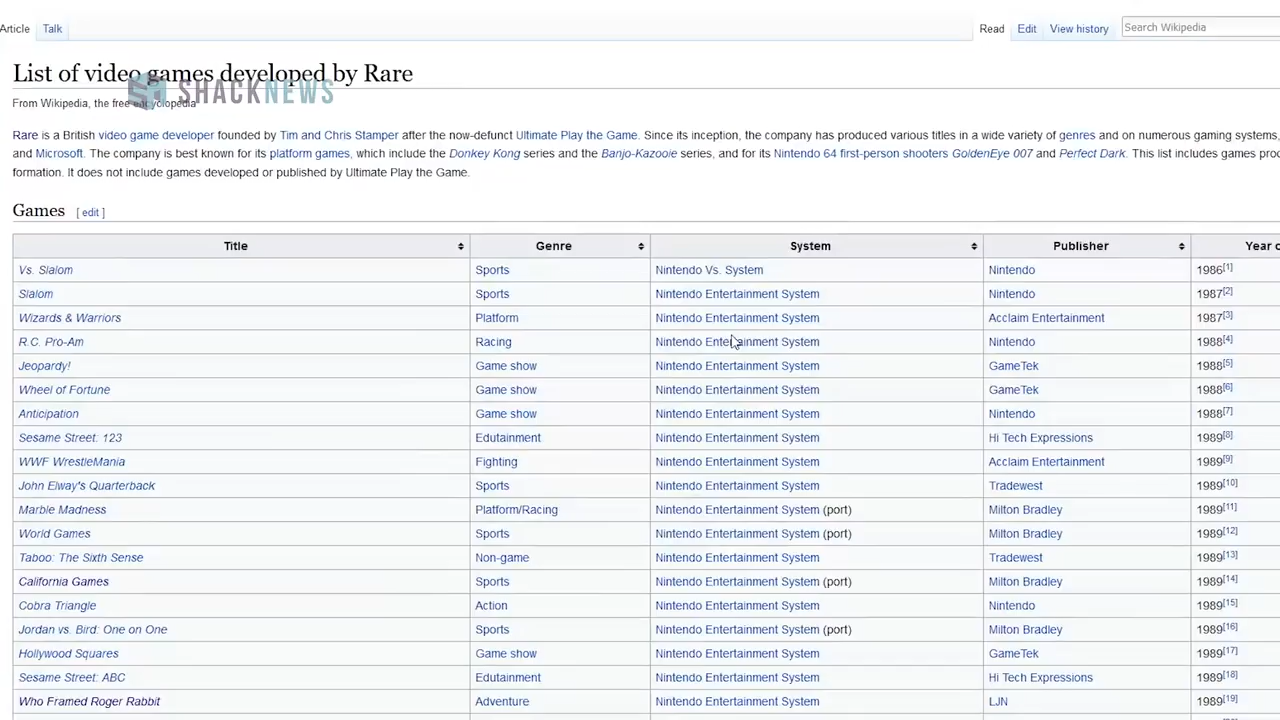 Article Talk Read Edit View history Search Wikipedia
List of video games developed by Rare
SHACKNEWS
From Wikipedia, the free encyclopedia
Rare is a British video game developer founded by Tim and Chris Stamper after the now-defunct Ultimate Play the Game. Since its inception, the company has produced various titles in a wide variety of genres and on numerous gaming systems,
and Microsoft. The company is best known for its platform games, which include the Donkey Kong series and the Banjo-Kazooie series, and for its Nintendo 64 first-person shooters GoldenEye 007 and Perfect Dark. This list includes games
formation. It does not include games developed or published by Ultimate Play the Game.
Games [ edit ]
Title Genre System Publisher Year
Vs. Slalom Sports Nintendo Vs. System Nintendo 1986[1]
Slalom Sports Nintendo Entertainment System Nintendo 1987[2]
Wizards & Warriors Platform Nintendo Entertainment System Acclaim Entertainment 1987[3]
R.C. Pro-Am Racing Nintendo Entertainment System Nintendo 1988[4]
Jeopardy! Game show Nintendo Entertainment System GameTek 1988[5]
Wheel of Fortune Game show Nintendo Entertainment System GameTek 1988[6]
Anticipation Game show Nintendo Entertainment System Nintendo 1988[7]
Sesame Street: 123 Edutainment Nintendo Entertainment System Hi Tech Expressions 1989[8]
WWF WrestleMania Fighting Nintendo Entertainment System Acclaim Entertainment 1989[9]
John Elway's Quarterback Sports Nintendo Entertainment System Tradewest 1989[10]
Marble Madness Platform/Racing Nintendo Entertainment System (port) Milton Bradley 1989[11]
World Games Sports Nintendo Entertainment System (port) Milton Bradley 1989[12]
Taboo: The Sixth Sense Non-game Nintendo Entertainment System Tradewest 1989[13]
California Games Sports Nintendo Entertainment System (port) Milton Bradley 1989[14]
Cobra Triangle Action Nintendo Entertainment System Nintendo 1989[15]
Jordan vs. Bird: One on One Sports Nintendo Entertainment System (port) Milton Bradley 1989[16]
Hollywood Squares Game show Nintendo Entertainment System GameTek 1989[17]
Sesame Street: ABC Edutainment Nintendo Entertainment System Hi Tech Expressions 1989[18]
Who Framed Roger Rabbit Adventure Nintendo Entertainment System LJN 1989[19]